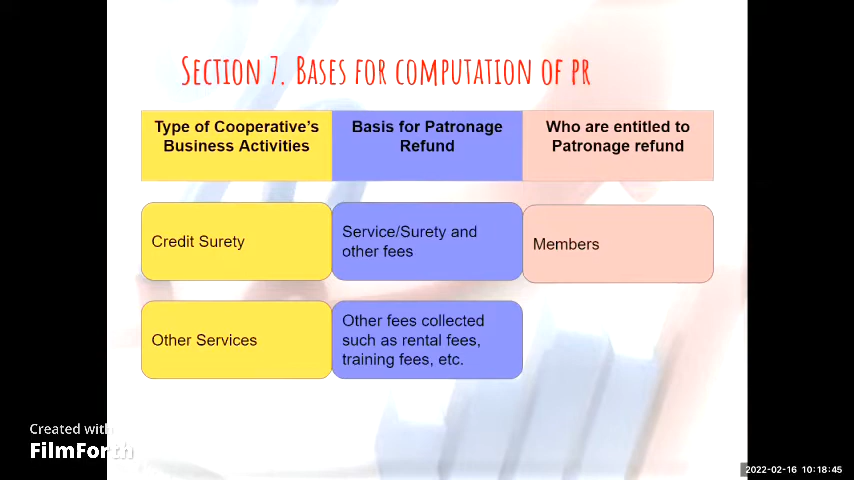 Section 7. Bases for computation of PR
Type of Cooperative's
Business Activities
Basis for Patronage
Refund
Who are entitled to
Patronage refund
Credit Surety
Service/Surety and
other fees
Members
Other Services
Other fees collected
such as rental fees,
training fees, etc.
Created with
FilmForth
2022-02-16 10:18:45